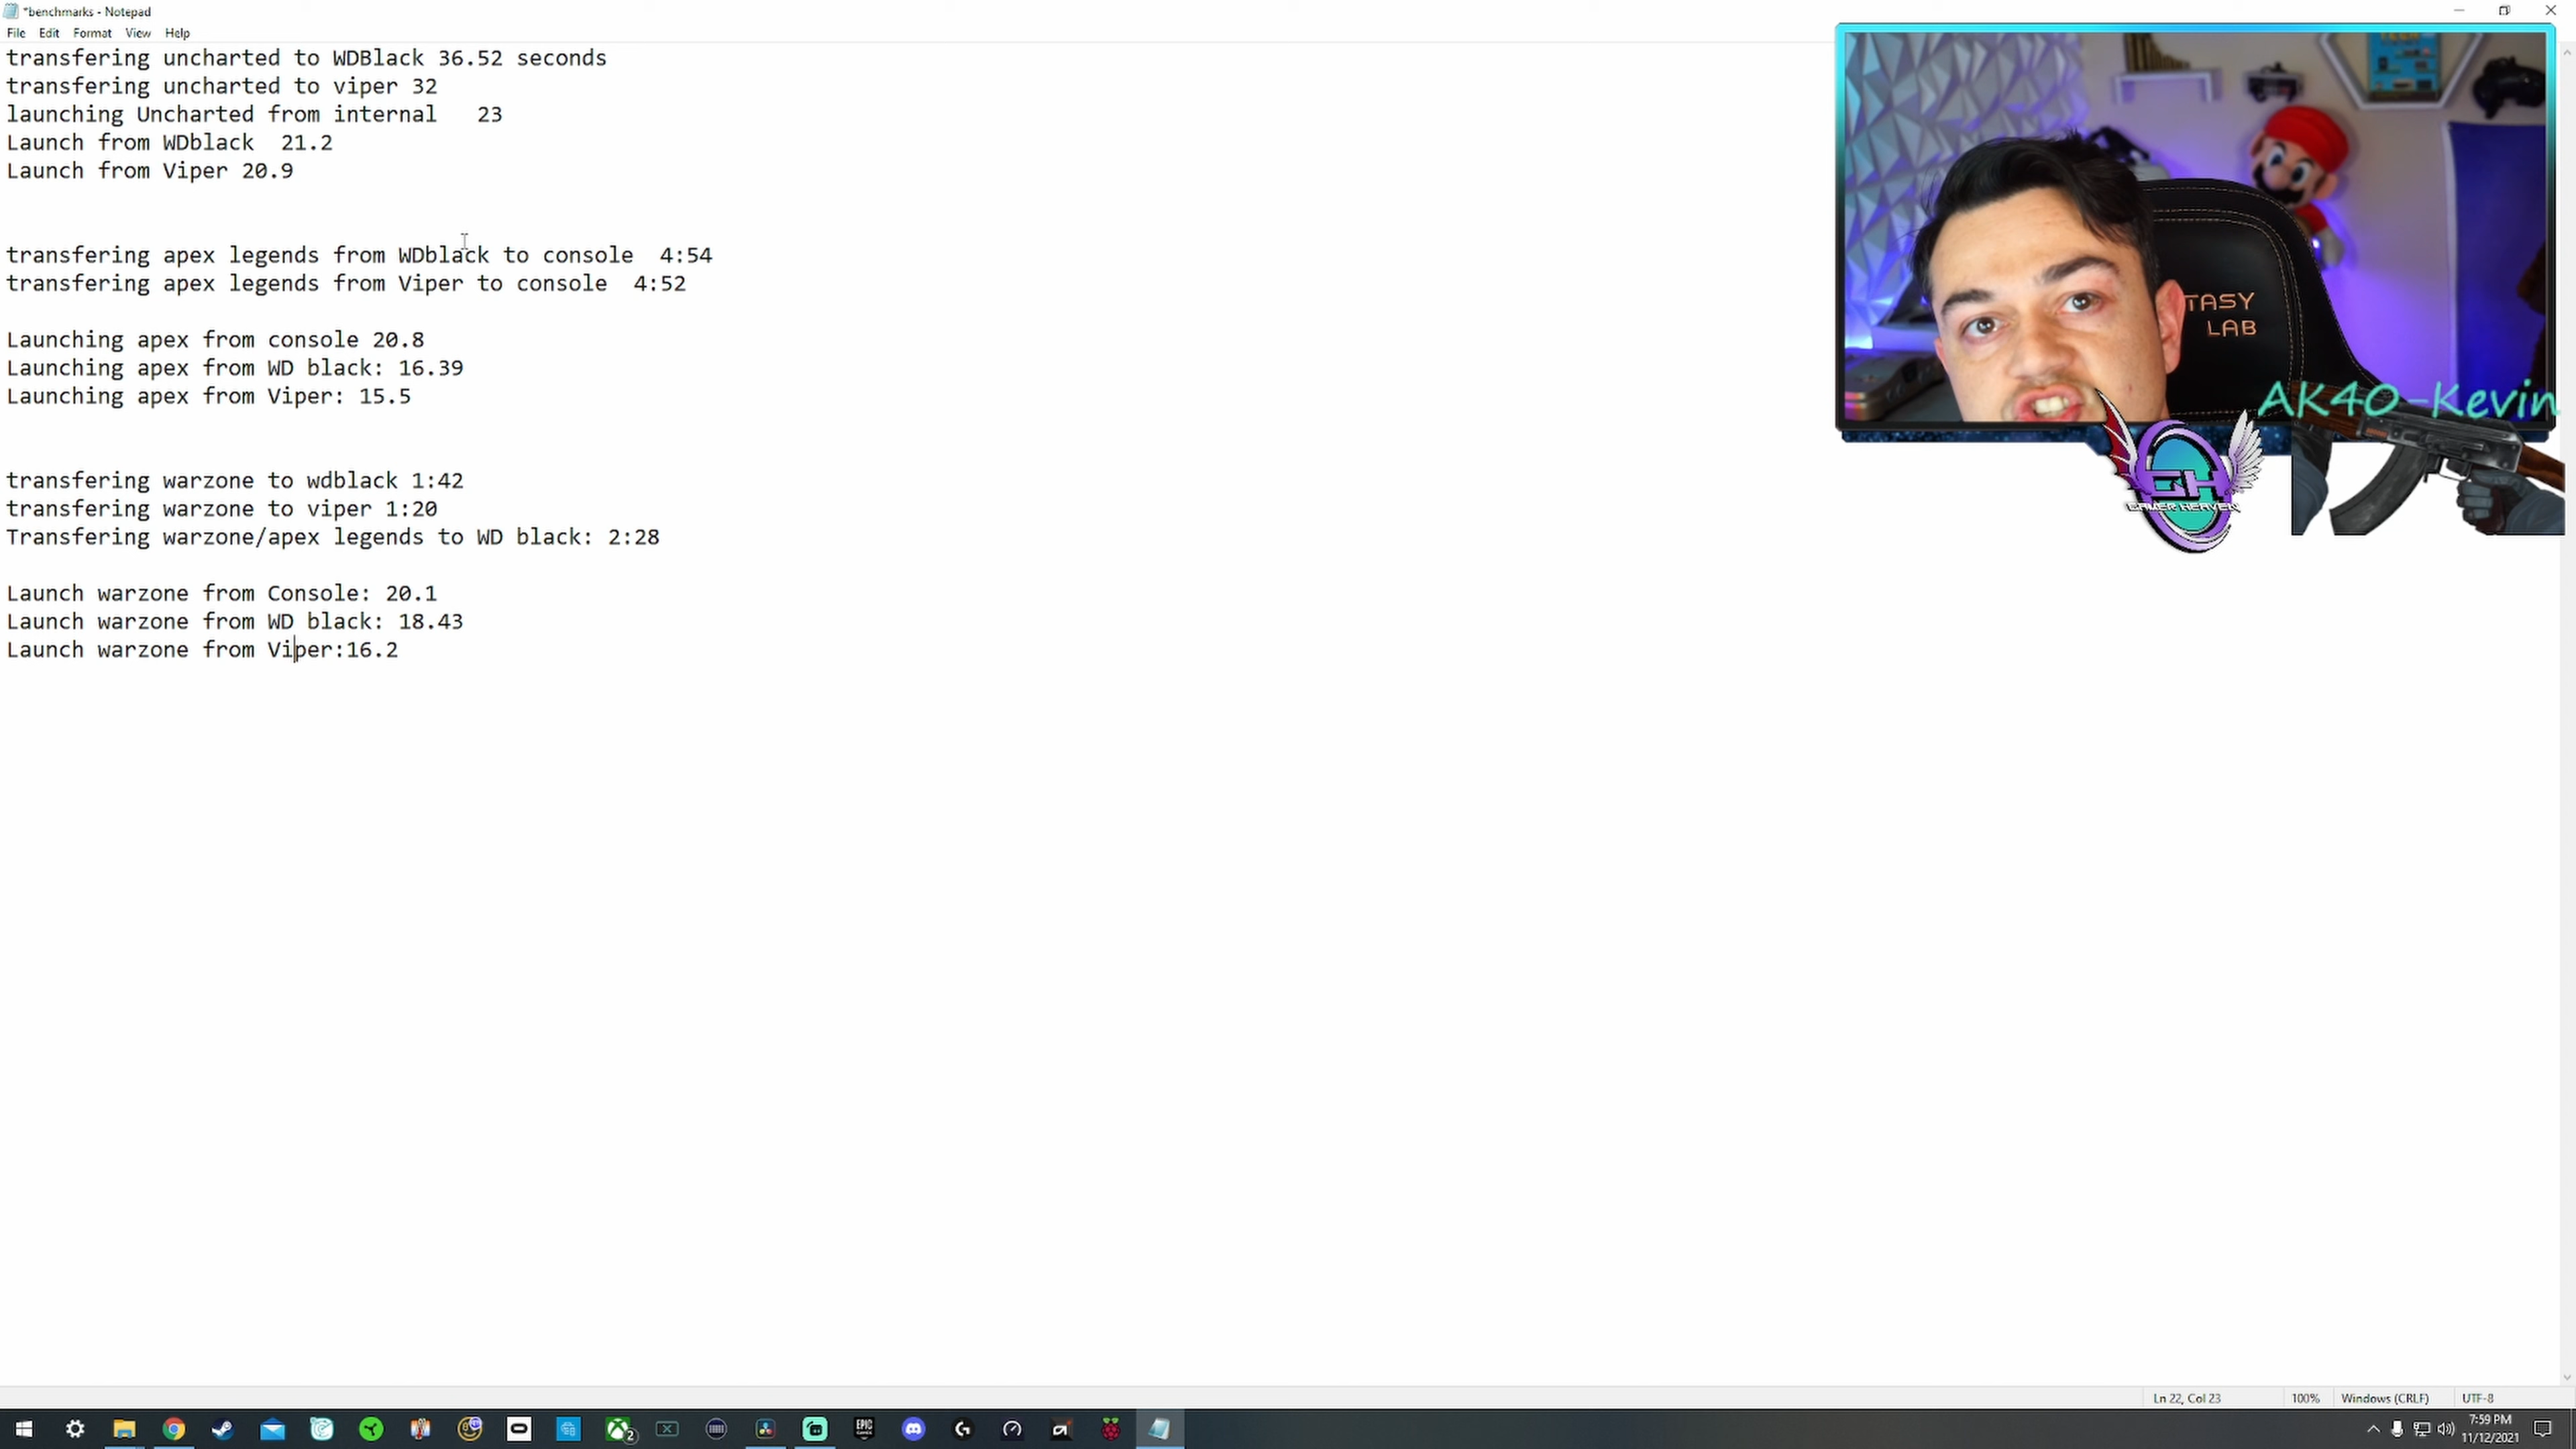 *benchmarks - Notepad
File Edit Format View Help
transfering uncharted to WDBlack 36.52 seconds
transfering uncharted to viper 32
launching Uncharted from internal 23
Launch from WDblack 21.2
Launch from Viper 20.9
transfering apex legends from WDblack to console 4:54
transfering apex legends from Viper to console 4:52
Launching apex from console 20.8
Launching apex from WD black: 16.39
Launching apex from Viper: 15.5
transfering warzone to wdblack 1:42
transfering warzone to viper 1:20
Transfering warzone/apex legends to WD black: 2:28
Launch warzone from Console: 20.1
Launch warzone from WD black: 18.43
Launch warzone from Viper:16.2
TASY
LAB
AK40-Kevin
GH
GAMER HEAVEN
Ln 22, Col 23 100% Windows (CRLF) UTF-8
EPIC GAMES
2
7:59 PM
11/12/2021